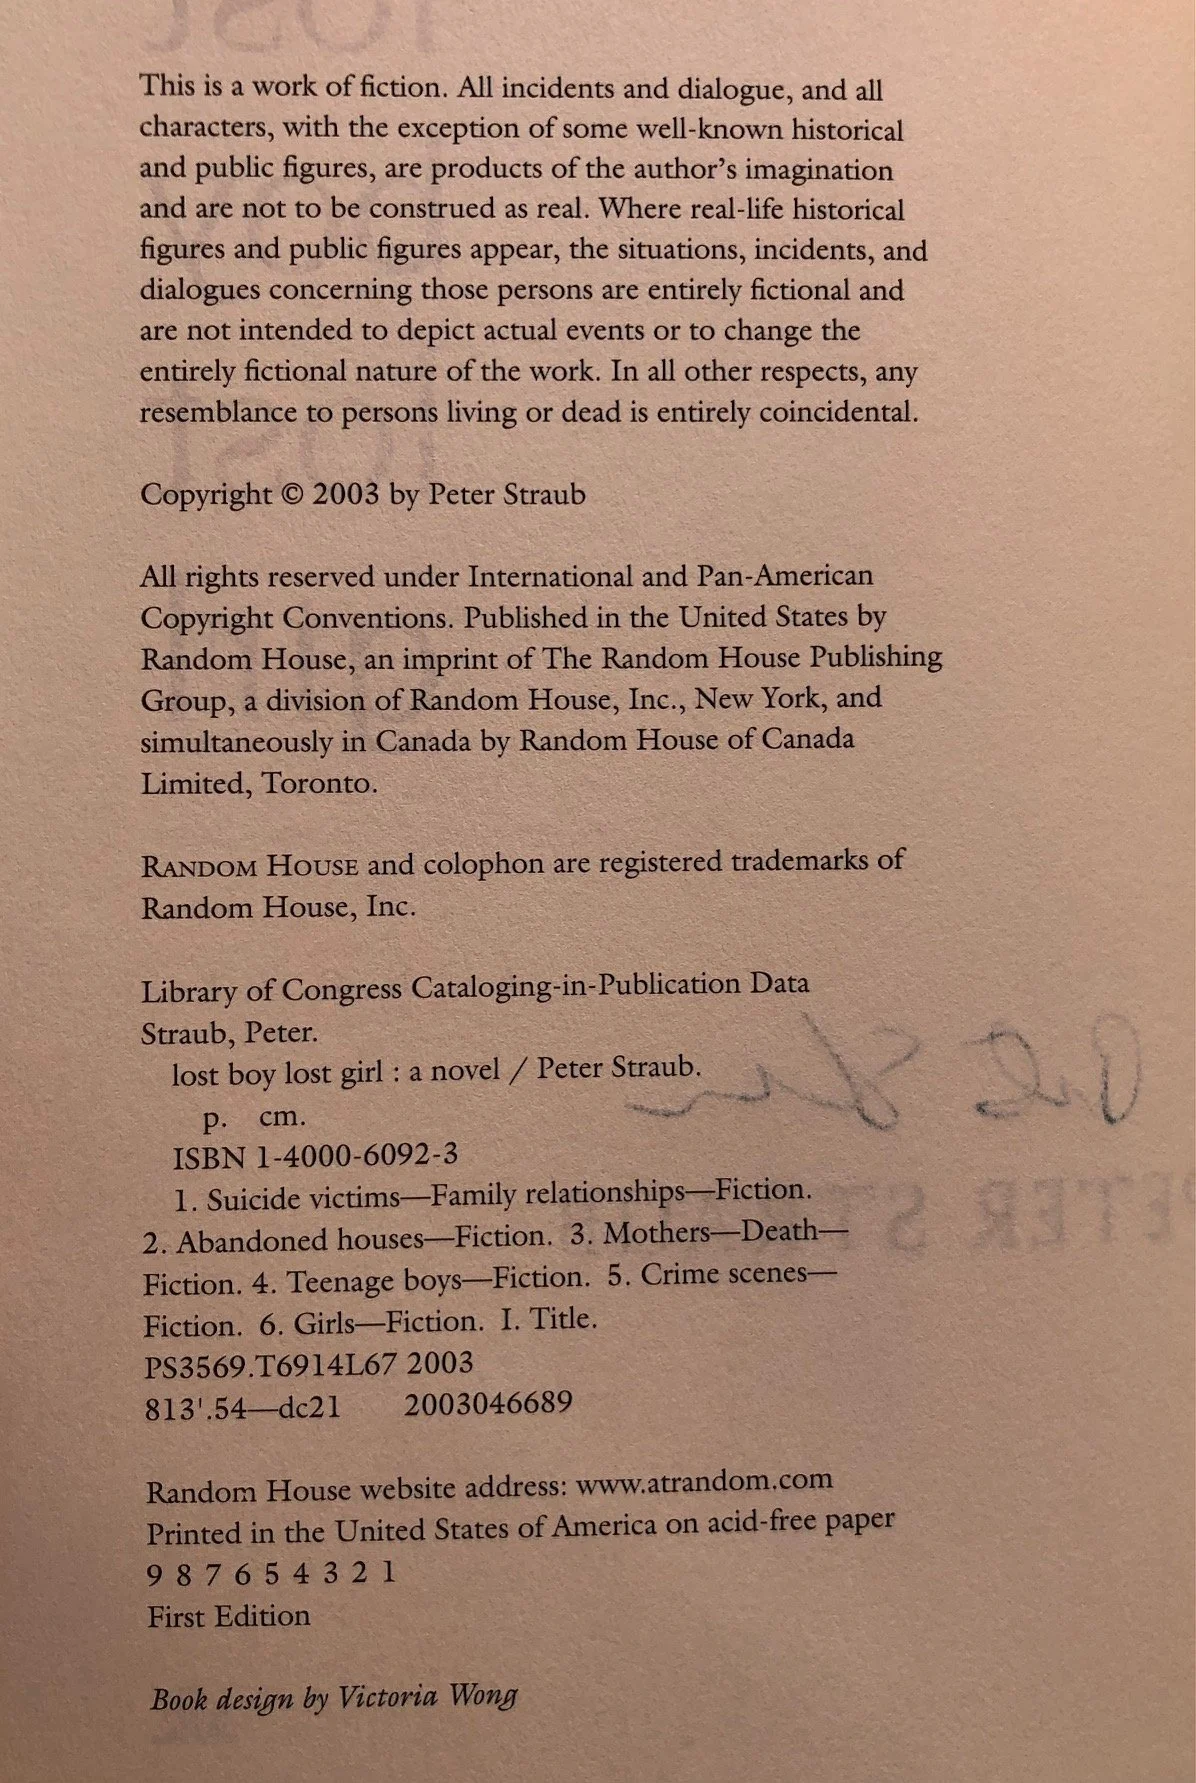 This is a work of fiction. All incidents and dialogue, and all
characters, with the exception of some well-known historical
and public figures, are products of the author's imagination
and are not to be construed as real. Where real-life historical
figures and public figures appear, the situations, incidents, and
dialogues concerning those persons are entirely fictional and
are not intended to depict actual events or to change the
entirely fictional nature of the work. In all other respects, any
resemblance to persons living or dead is entirely coincidental.
Copyright © 2003 by Peter Straub
All rights reserved under International and Pan-American
Copyright Conventions. Published in the United States by
Random House, an imprint of The Random House Publishing
Group, a division of Random House, Inc., New York, and
simultaneously in Canada by Random House of Canada
Limited, Toronto.
RANDOM HOUSE and colophon are registered trademarks of
Random House, Inc.
Library of Congress Cataloging-in-Publication Data
Straub, Peter.
lost boy lost girl : a novel / Peter Straub.
p. cm.
ISBN 1-4000-6092-3
1. Suicide victims—Family relationships—Fiction.
2. Abandoned houses—Fiction. 3. Mothers—Death—
Fiction. 4. Teenage boys—Fiction. 5. Crime scenes—
Fiction. 6. Girls—Fiction. I. Title.
PS3569.T6914L67 2003
813'.54—dc21 2003046689
Random House website address: www.atrandom.com
Printed in the United States of America on acid-free paper
9 8 7 6 5 4 3 2 1
First Edition
Book design by Victoria Wong